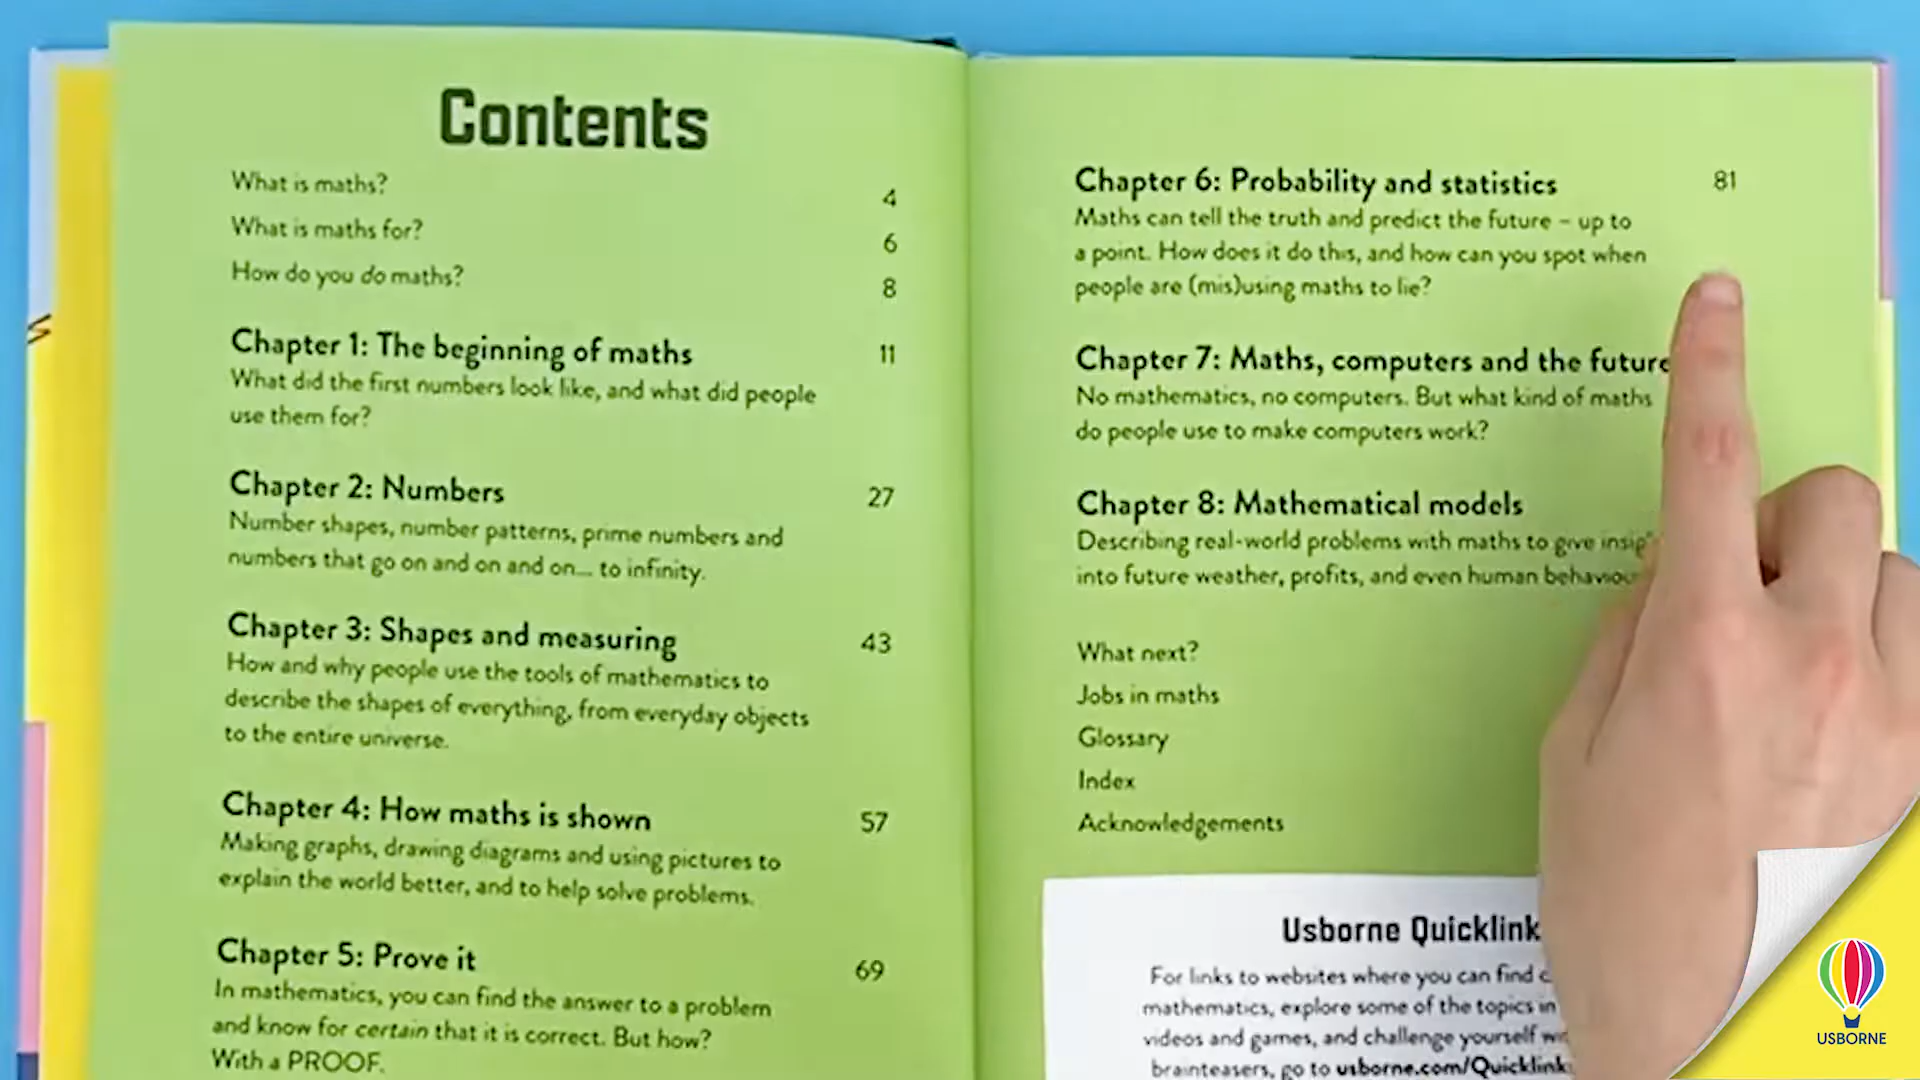 Contents
What is maths? 4
What is maths for? 6
How do you do maths? 8
Chapter 1: The beginning of maths 11
What did the first numbers look like, and what did people
use them for?
Chapter 2: Numbers 27
Number shapes, number patterns, prime numbers and
numbers that go on and on and on... to infinity.
Chapter 3: Shapes and measuring 43
How and why people use the tools of mathematics to
describe the shapes of everything, from everyday objects
to the entire universe.
Chapter 4: How maths is shown 57
Making graphs, drawing diagrams and using pictures to
explain the world better, and to help solve problems.
Chapter 5: Prove it 69
In mathematics, you can find the answer to a problem
and know for certain that it is correct. But how?
With a PROOF.
Chapter 6: Probability and statistics 81
Maths can tell the truth and predict the future – up to
a point. How does it do this, and how can you spot when
people are (mis)using maths to lie?
Chapter 7: Maths, computers and the future
No mathematics, no computers. But what kind of maths
do people use to make computers work?
Chapter 8: Mathematical models
Describing real-world problems with maths to give
into future weather, profits, and even human
What next?
Jobs in maths
Glossary
Index
Acknowledgements
Usborne Quicklink
For links to websites where you can find
mathematics, explore some of the topics in
videos and games, and challenge yourself
brainteasers, go to usborne.com/Quicklink
USBORNE